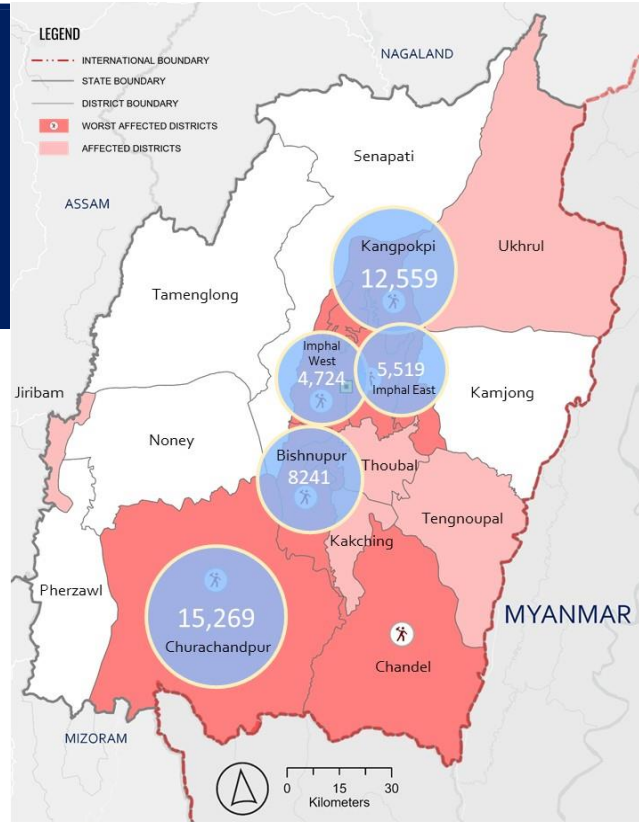 LEGEND
INTERNATIONAL BOUNDARY
STATE BOUNDARY
DISTRICT BOUNDARY
WORST AFFECTED DISTRICTS
AFFECTED DISTRICTS
NAGALAND
Senapati
ASSAM
Kangpokpi
12,559
Ukhrul
Tamenglong
Imphal
West
4,724
5,519
Imphal East
Jiribam
Kamjong
Noney
Bishnupur
8241
Thoubal
Tengnoupal
Kakching
Pherzawl
15,269
Churachandpur
MYANMAR
Chandel
MIZORAM
0 15 30
Kilometers